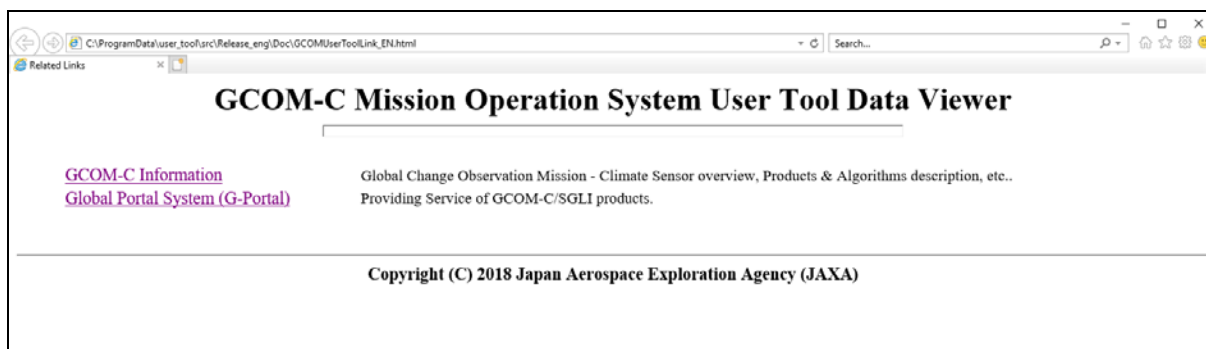 C:\ProgramData\user_tool\src\Release_eng\Doc\GCOMUserToolLink_EN.html
Search...
Related Links
GCOM-C Mission Operation System User Tool Data Viewer
GCOM-C Information Global Change Observation Mission - Climate Sensor overview, Products & Algorithms description, etc..
Global Portal System (G-Portal) Providing Service of GCOM-C/SGLI products.
Copyright (C) 2018 Japan Aerospace Exploration Agency (JAXA)